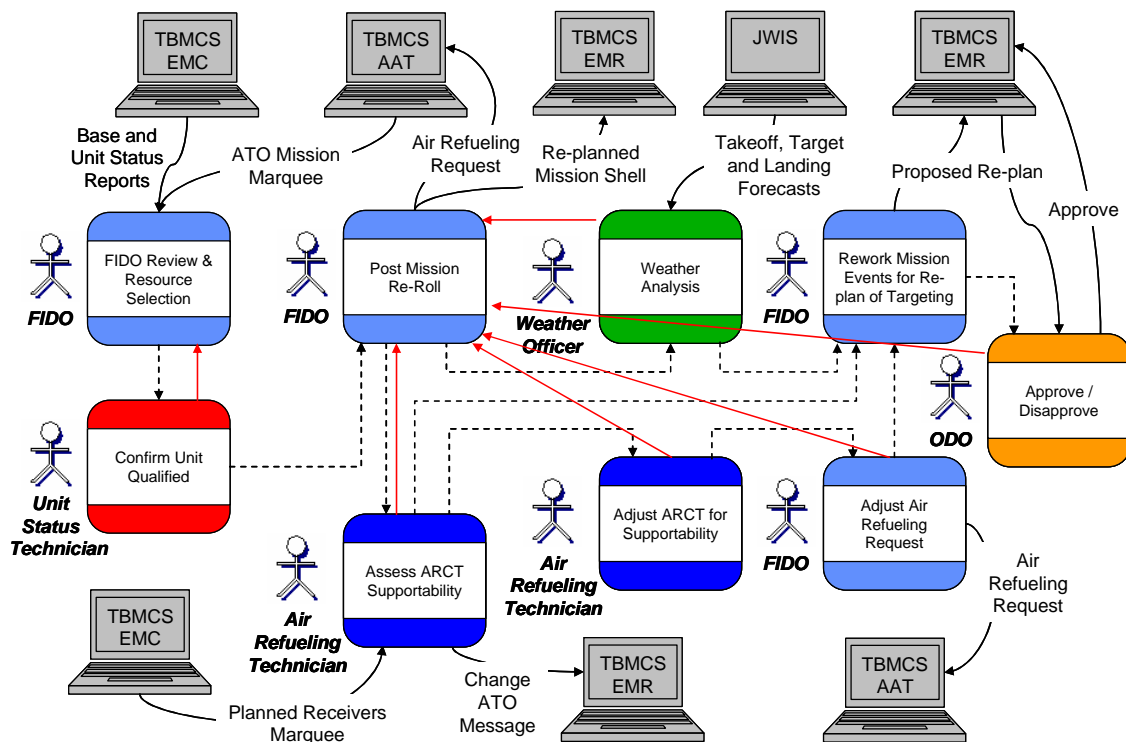 TBMCS
EMC
TBMCS
AAT
TBMCS
EMR
JWIS
TBMCS
EMR
Base and
Unit Status
Reports
ATO Mission
Marquee
Air Refueling
Request
Re-planned
Mission Shell
Takeoff, Target
and Landing
Forecasts
Proposed Re-plan
Approve
FIDO Review &
Resource
Selection
FIDO
Post Mission
Re-Roll
FIDO
Weather
Analysis
Weather
Officer
Rework Mission
Events for Re-
plan of Targeting
FIDO
Approve /
Disapprove
ODO
Confirm Unit
Qualified
Unit
Status
Technician
Assess ARCT
Supportability
Air
Refueling
Technician
Adjust ARCT for
Supportability
Air
Refueling
Technician
Adjust Air
Refueling
Request
FIDO
Air
Refueling
Request
TBMCS
EMC
Planned Receivers
Marquee
Change
ATO
Message
TBMCS
EMR
TBMCS
AAT